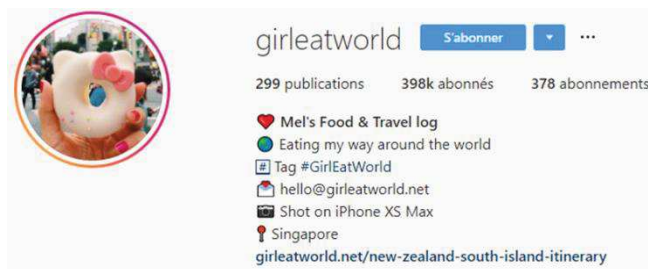 girleatworld S'abonner
299 publications 398k abonnés 378 abonnements
Mel's Food & Travel log
Eating my way around the world
# Tag #GirlEatWorld
hello@girleatworld.net
Shot on iPhone XS Max
Singapore
girleatworld.net/new-zealand-south-island-itinerary